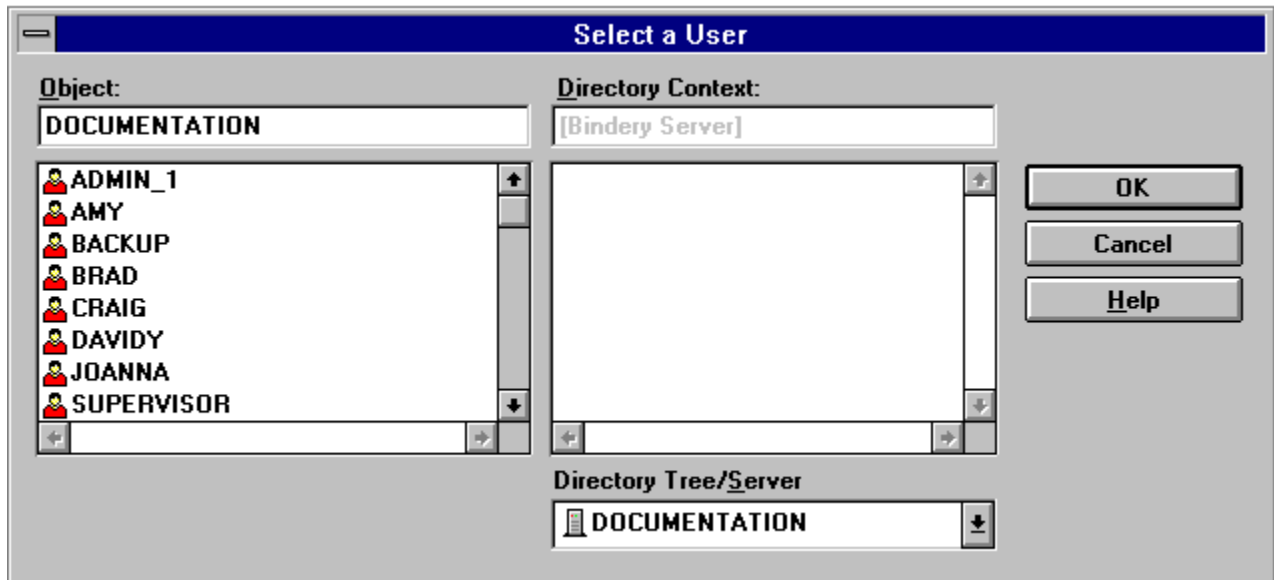 Select a User
Object:
DOCUMENTATION
ADMIN_1
AMY
BACKUP
BRAD
CRAIG
DAVIDY
JOANNA
SUPERVISOR
Directory Context:
[Bindery Server]
Directory Tree/Server
DOCUMENTATION
OK
Cancel
Help